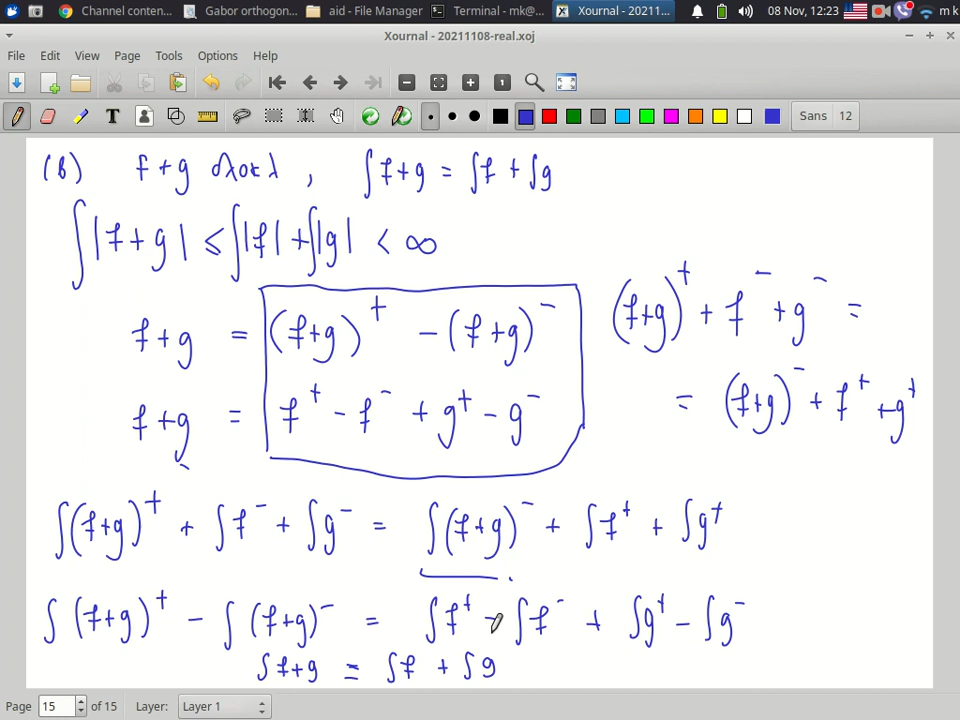 Channel conten... Gabor orthogon... aid - File Manager Terminal - mk@... Xournal - 20211... 08 Nov, 12:23 m k
Xournal - 20211108-real.xoj
File Edit View Page Tools Options Help
Sans 12
(β) f+g ολοκλ , ∫f+g = ∫f + ∫g
∫|f+g| ≤ ∫|f| + ∫|g| < ∞
f+g = (f+g)⁺ - (f+g)⁻
f+g = f⁺ - f⁻ + g⁺ - g⁻
(f+g)⁺ + f⁻ + g⁻ =
= (f+g)⁻ + f⁺ + g⁺
∫(f+g)⁺ + ∫f⁻ + ∫g⁻ = ∫(f+g)⁻ + ∫f⁺ + ∫g⁺
∫(f+g)⁺ - ∫(f+g)⁻ = ∫f⁺ - ∫f⁻ + ∫g⁺ - ∫g⁻
∫f+g = ∫f + ∫g
Page 15 of 15 Layer: Layer 1